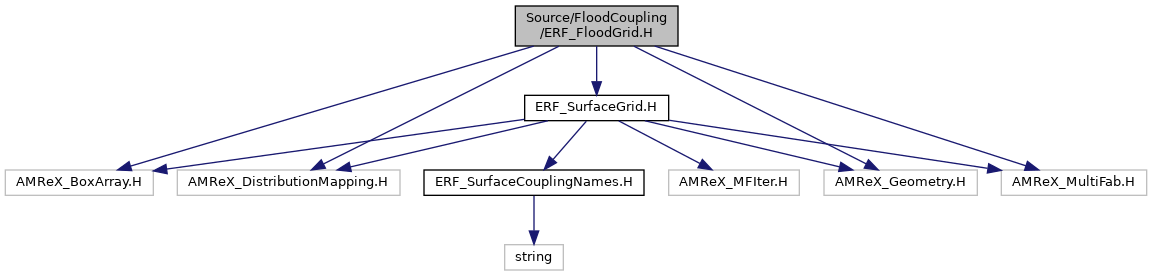 Source/FloodCoupling
/ERF_FloodGrid.H
ERF_SurfaceGrid.H
AMReX_BoxArray.H
AMReX_DistributionMapping.H
ERF_SurfaceCouplingNames.H
AMReX_MFIter.H
AMReX_Geometry.H
AMReX_MultiFab.H
string